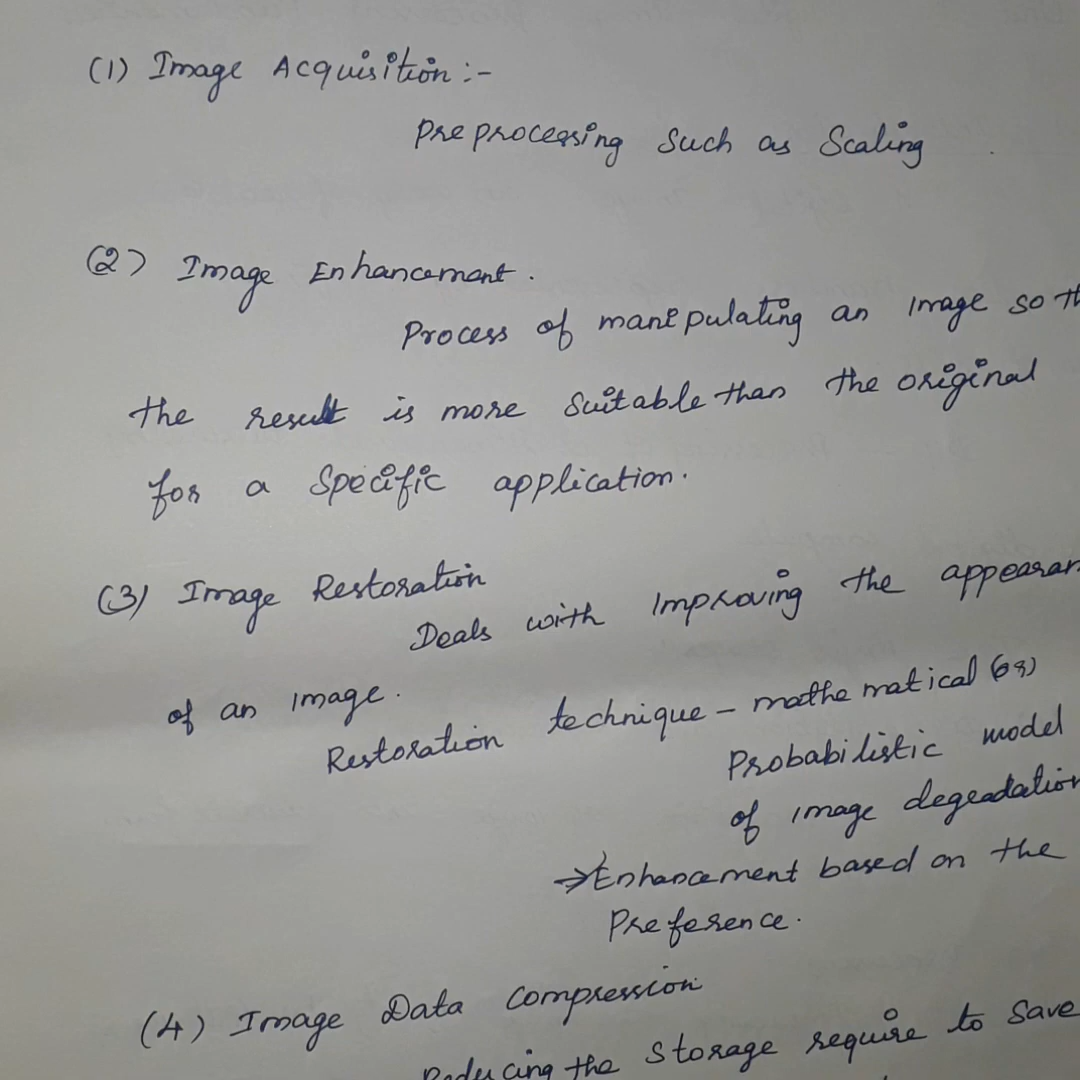 (1) Image Acquisition :-
Preprocessing Such as Scaling
(2) Image Enhancement.
Process of manipulating an image so th
the result is more suitable than the original
for a specific application.
(3) Image Restoration
Deals with Improving the appearan
of an image.
Restoration technique - mathematical (or)
Probabilistic model
of image degradation
→ Enhancement based on the
Preference.
(4) Image Data Compression
Reducing the storage require to save